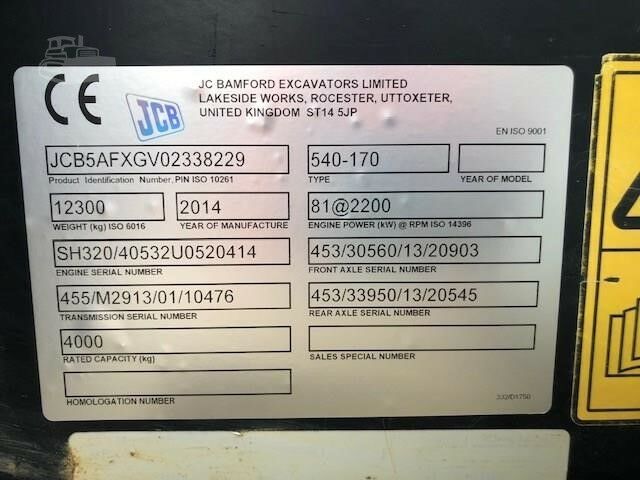 CE
JCB
JC BAMFORD EXCAVATORS LIMITED
LAKESIDE WORKS, ROCESTER, UTTOXETER,
UNITED KINGDOM ST14 5JP
EN ISO 9001
JCB5AFXGV02338229
Product Identification Number, PIN ISO 10261
540-170
TYPE
YEAR OF MODEL
12300
WEIGHT (kg) ISO 6016
2014
YEAR OF MANUFACTURE
81@2200
ENGINE POWER (kW) @ RPM ISO 14396
SH320/40532U0520414
ENGINE SERIAL NUMBER
453/30560/13/20903
FRONT AXLE SERIAL NUMBER
455/M2913/01/10476
TRANSMISSION SERIAL NUMBER
453/33950/13/20545
REAR AXLE SERIAL NUMBER
4000
RATED CAPACITY (kg)
SALES SPECIAL NUMBER
HOMOLOGATION NUMBER
332/D1750